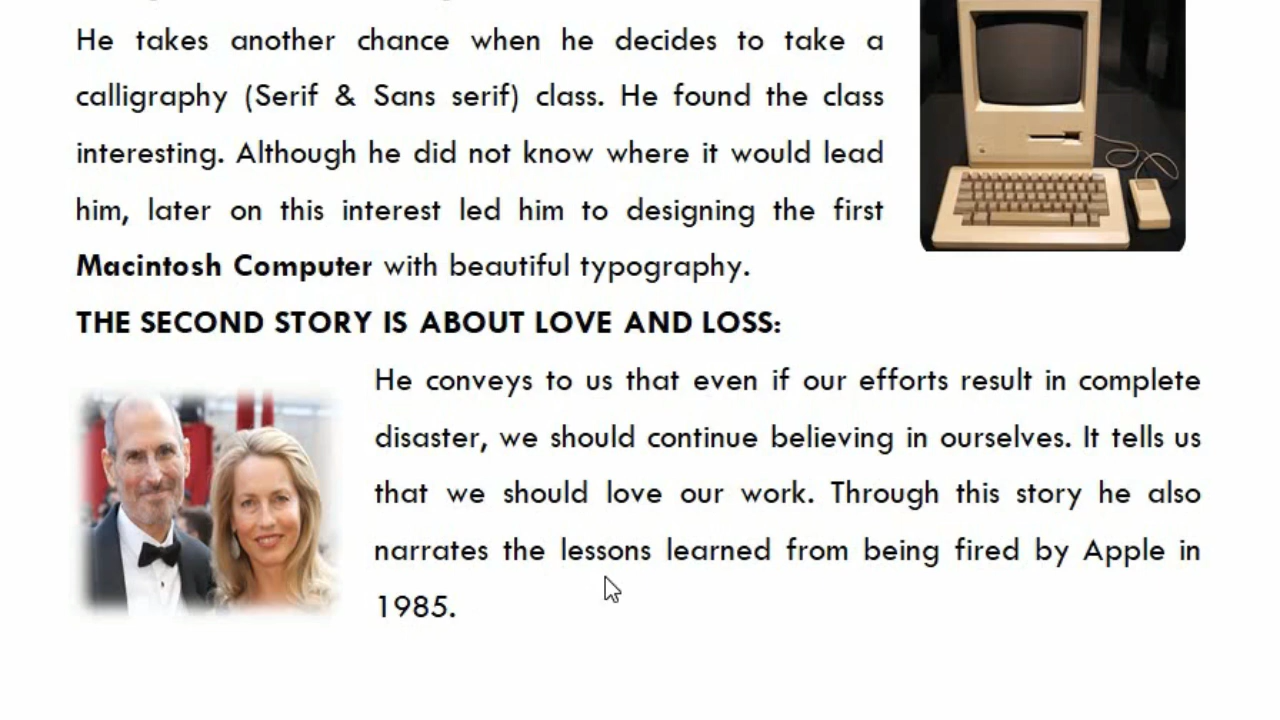 He takes another chance when he decides to take a
calligraphy (Serif & Sans serif) class. He found the class
interesting. Although he did not know where it would lead
him, later on this interest led him to designing the first
Macintosh Computer with beautiful typography.
THE SECOND STORY IS ABOUT LOVE AND LOSS:
He conveys to us that even if our efforts result in complete
disaster, we should continue believing in ourselves. It tells us
that we should love our work. Through this story he also
narrates the lessons learned from being fired by Apple in
1985.